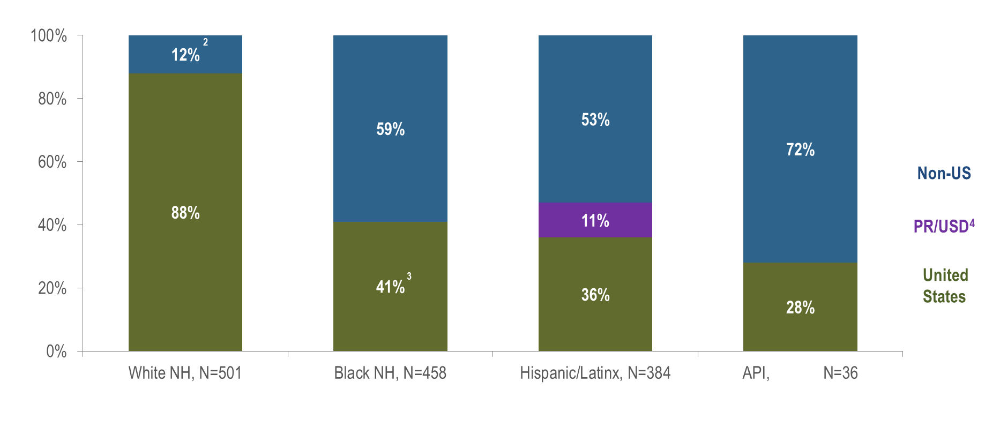 100%
80%
60%
40%
20%
0%
12% 2
88%
59%
41% 3
53%
11%
36%
72%
28%
White NH, N=501
Black NH, N=458
Hispanic/Latinx, N=384
API, N=36
Non-US
PR/USD4
United
States